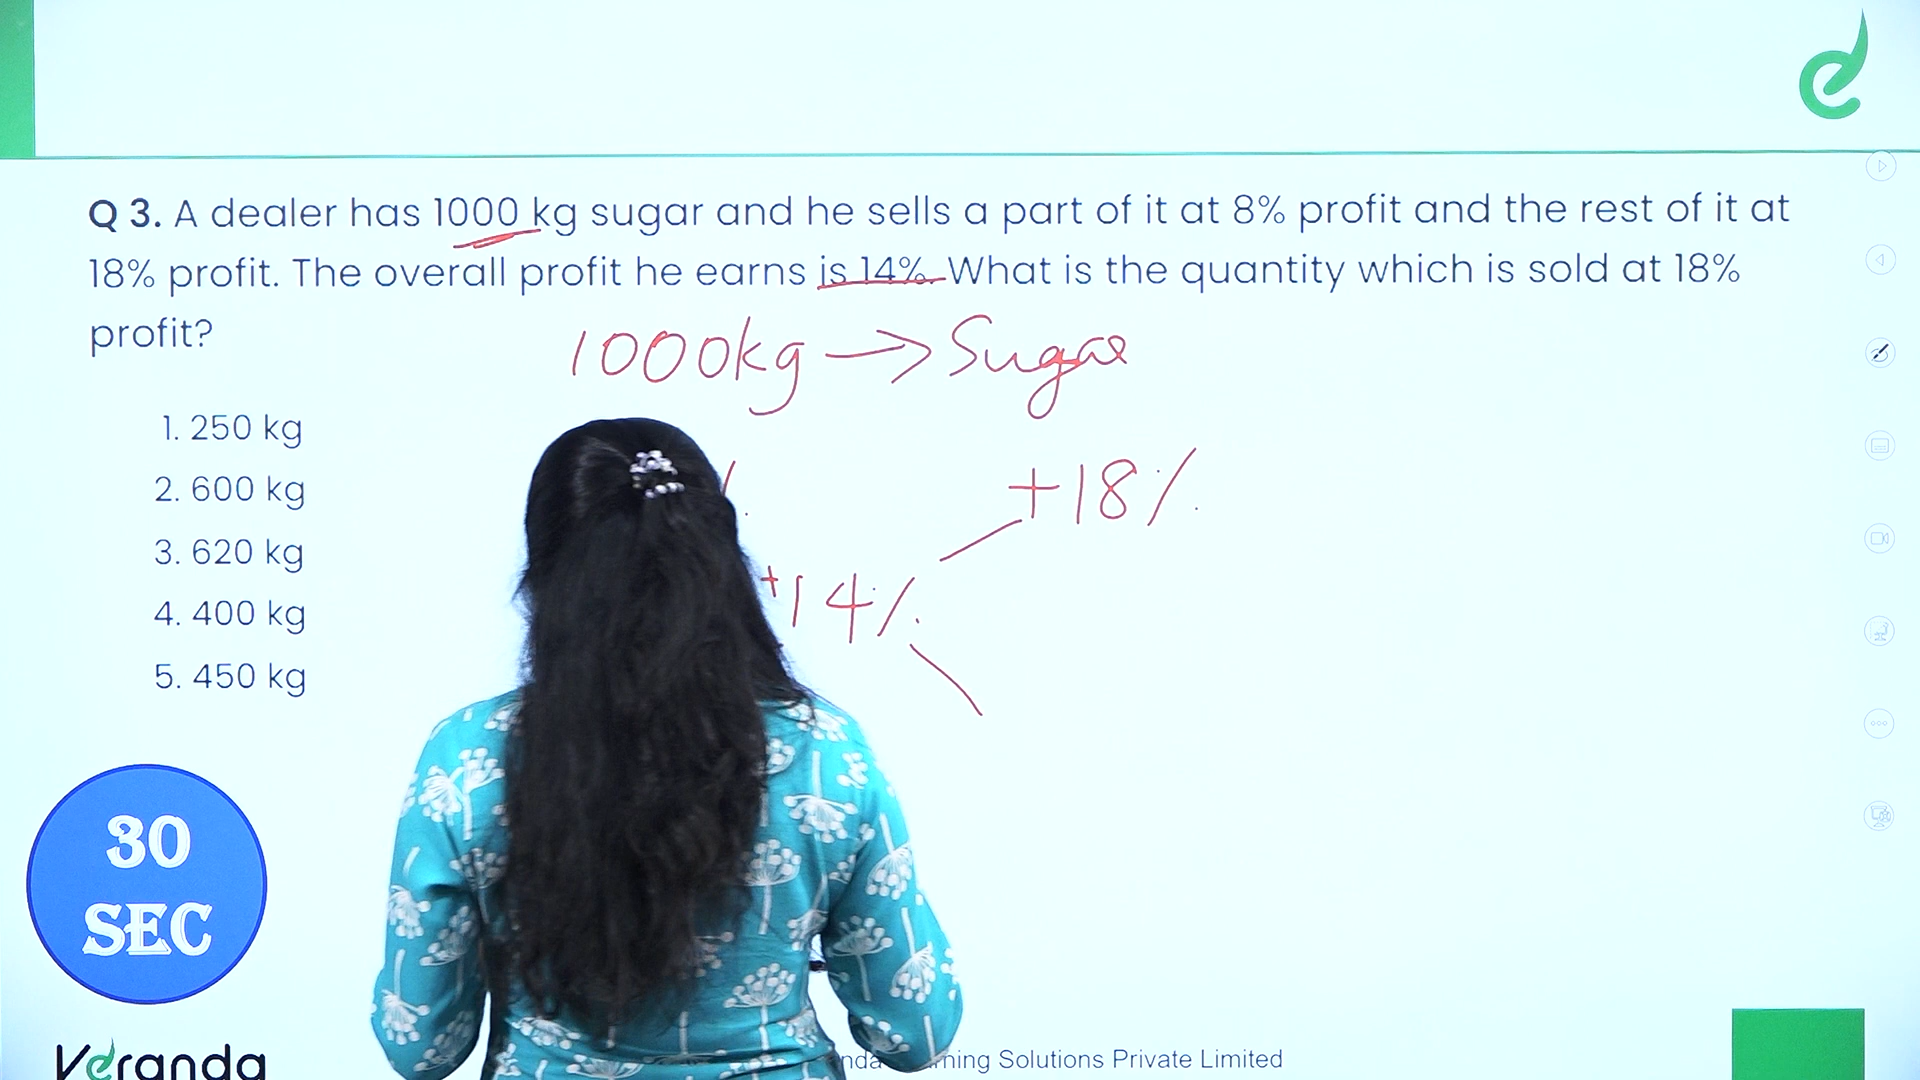 Q 3. A dealer has 1000 kg sugar and he sells a part of it at 8% profit and the rest of it at
18% profit. The overall profit he earns is 14%. What is the quantity which is sold at 18%
profit?
1000kg → Sugar
1. 250 kg
2. 600 kg
3. 620 kg
4. 400 kg
5. 450 kg
+18%
+14%
30
SEC
Veranda
Solutions Private Limited